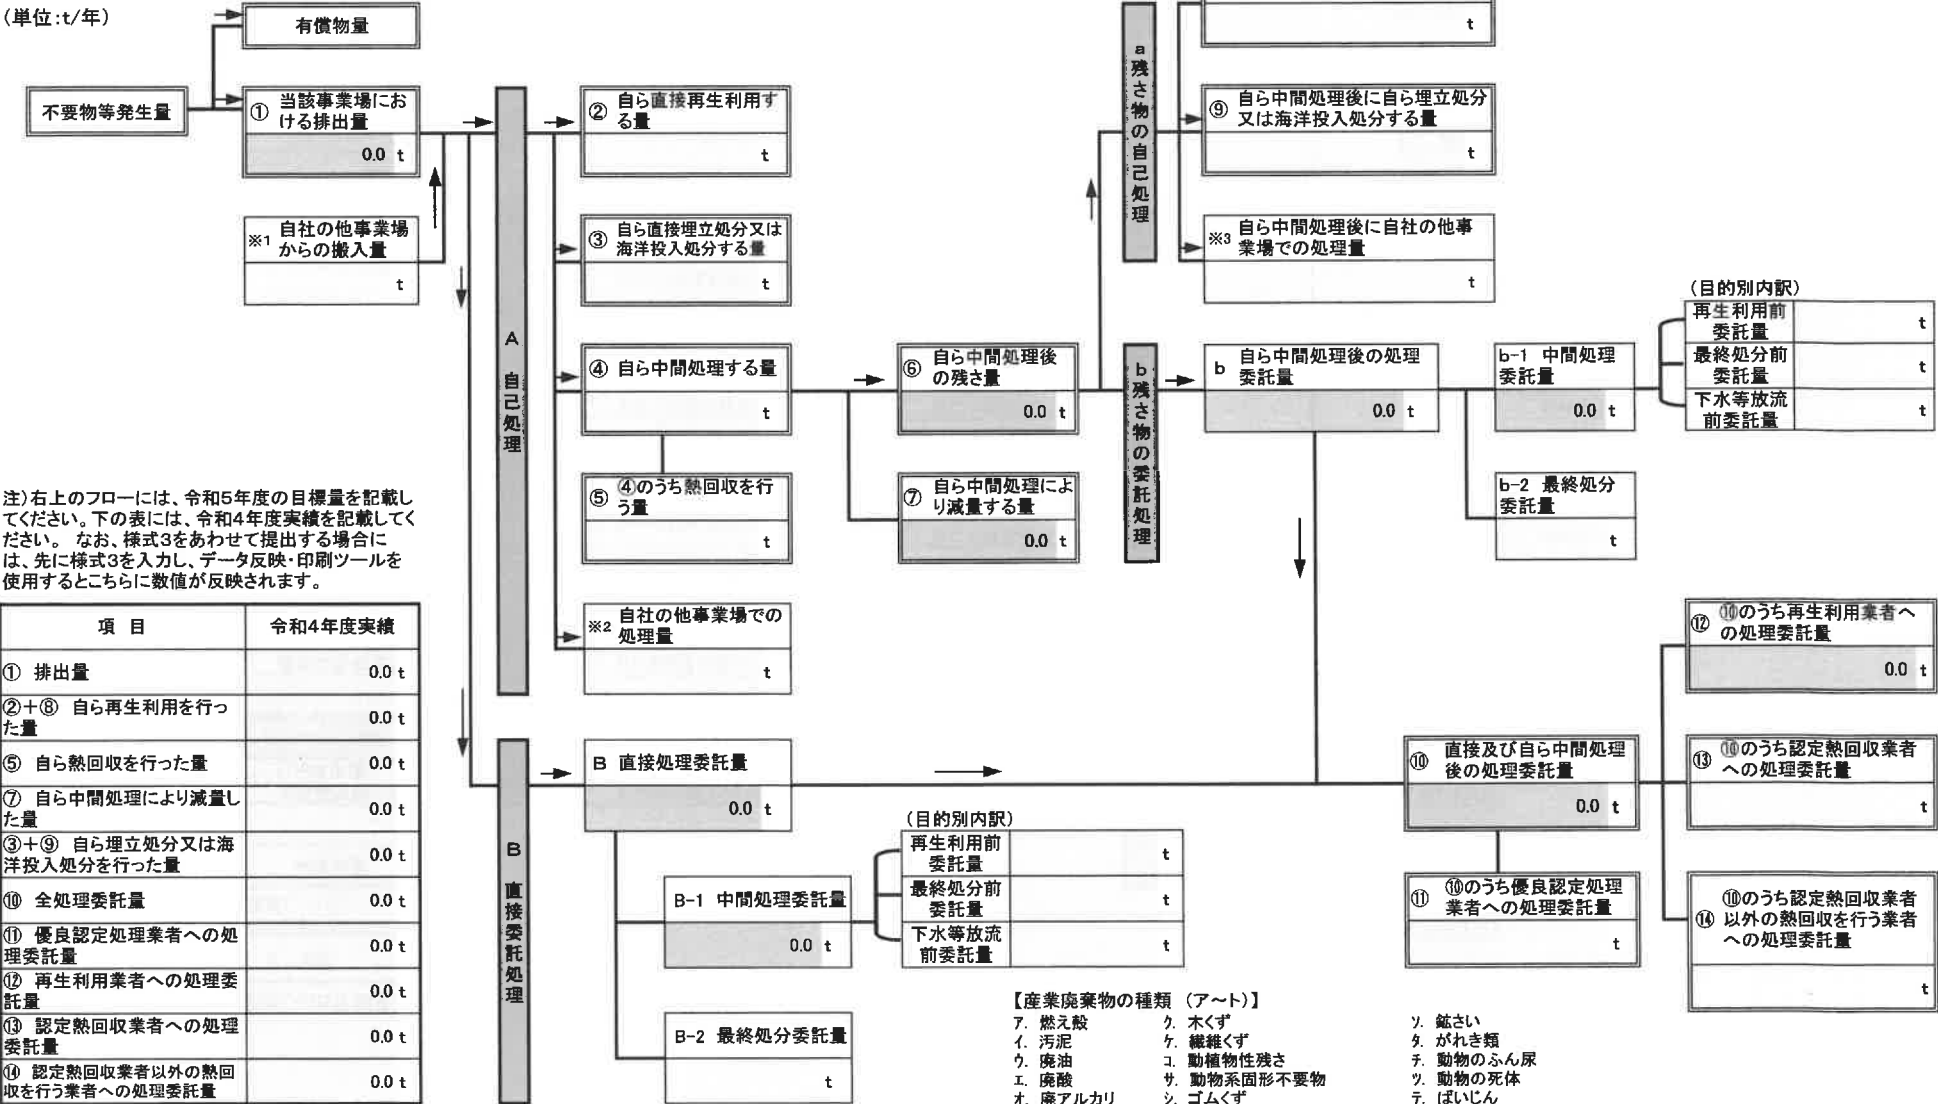 (単位:t/年)
有償物量
不要物等発生量
① 当該事業場にお
ける排出量
0.0 t
※1 自社の他事業場
からの搬入量
t
A 自己処理
② 自ら直接再生利用す
る量
t
③ 自ら直接埋立処分又は
海洋投入処分する量
t
④ 自ら中間処理する量
t
⑤ ④のうち熱回収を行
う量
t
※2 自社の他事業場での
処理量
t
⑥ 自ら中間処理後
の残さ量
0.0 t
⑦ 自ら中間処理によ
り減量する量
0.0 t
a 残さ物の自己処理
t
⑨ 自ら中間処理後に自ら埋立処分
又は海洋投入処分する量
t
※3 自ら中間処理後に自社の他事
業場での処理量
t
b 残さ物の委託処理
b 自ら中間処理後の処理
委託量
0.0 t
b-1 中間処理
委託量
0.0 t
b-2 最終処分
委託量
t
(目的別内訳)
再生利用前
委託量
t
最終処分前
委託量
t
下水等放流
前委託量
t
注)右上のフローには、令和5年度の目標量を記載し
てください。下の表には、令和4年度実績を記載してく
ださい。 なお、様式3をあわせて提出する場合に
は、先に様式3を入力し、データ反映・印刷ツールを
使用するとこちらに数値が反映されます。
項 目 令和4年度実績
① 排出量 0.0 t
②+⑧ 自ら再生利用を行っ
た量 0.0 t
⑤ 自ら熱回収を行った量 0.0 t
⑦ 自ら中間処理により減量し
た量 0.0 t
③+⑨ 自ら埋立処分又は海
洋投入処分を行った量 0.0 t
⑩ 全処理委託量 0.0 t
⑪ 優良認定処理業者への処
理委託量 0.0 t
⑫ 再生利用業者への処理委
託量 0.0 t
⑬ 認定熱回収業者への処理
委託量 0.0 t
⑭ 認定熱回収業者以外の熱回
収を行う業者への処理委託量 0.0 t
B 直接委託処理
B 直接処理委託量
0.0 t
B-1 中間処理委託量
0.0 t
B-2 最終処分委託量
t
(目的別内訳)
再生利用前
委託量
t
最終処分前
委託量
t
下水等放流
前委託量
t
⑩ 直接及び自ら中間処理
後の処理委託量
0.0 t
⑪ ⑩のうち優良認定処理
業者への処理委託量
t
⑫ ⑩のうち再生利用業者へ
の処理委託量
0.0 t
⑬ ⑩のうち認定熱回収業者
への処理委託量
t
⑭ ⑩のうち認定熱回収業者
以外の熱回収を行う業者
への処理委託量
t
【産業廃棄物の種類 (ア~ト)】
ア. 燃え殻 ク. 木くず ソ. 鉱さい
イ. 汚泥 ケ. 繊維くず タ. がれき類
ウ. 廃油 コ. 動植物性残さ チ. 動物のふん尿
エ. 廃酸 サ. 動物系固形不要物 ツ. 動物の死体
オ. 廃アルカリ シ. ゴムくず テ. ばいじん